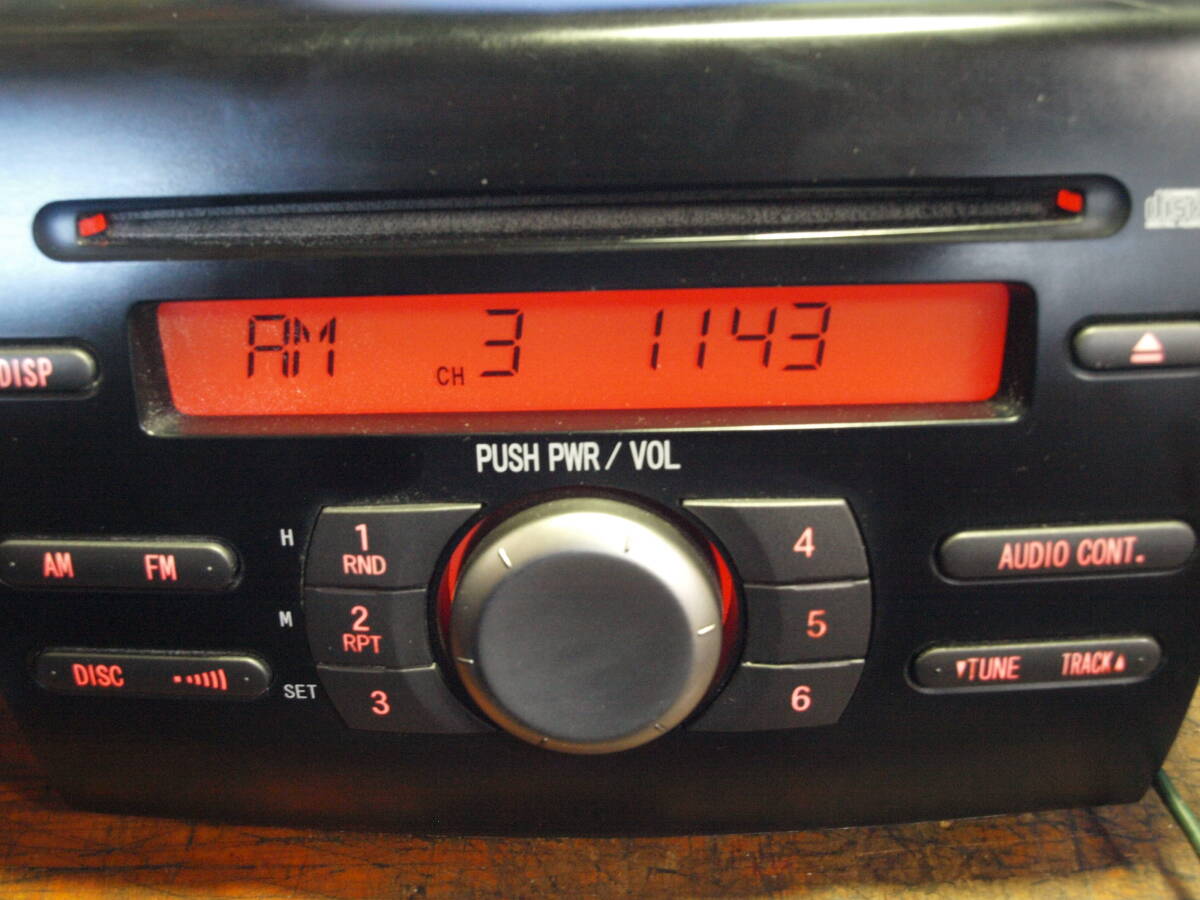 disc
AM CH 3 1143
DISP
PUSH PWR / VOL
AM FM
H 1 RND
4
AUDIO CONT.
M 2 RPT
5
DISC
SET 3
6
▼TUNE TRACK▲